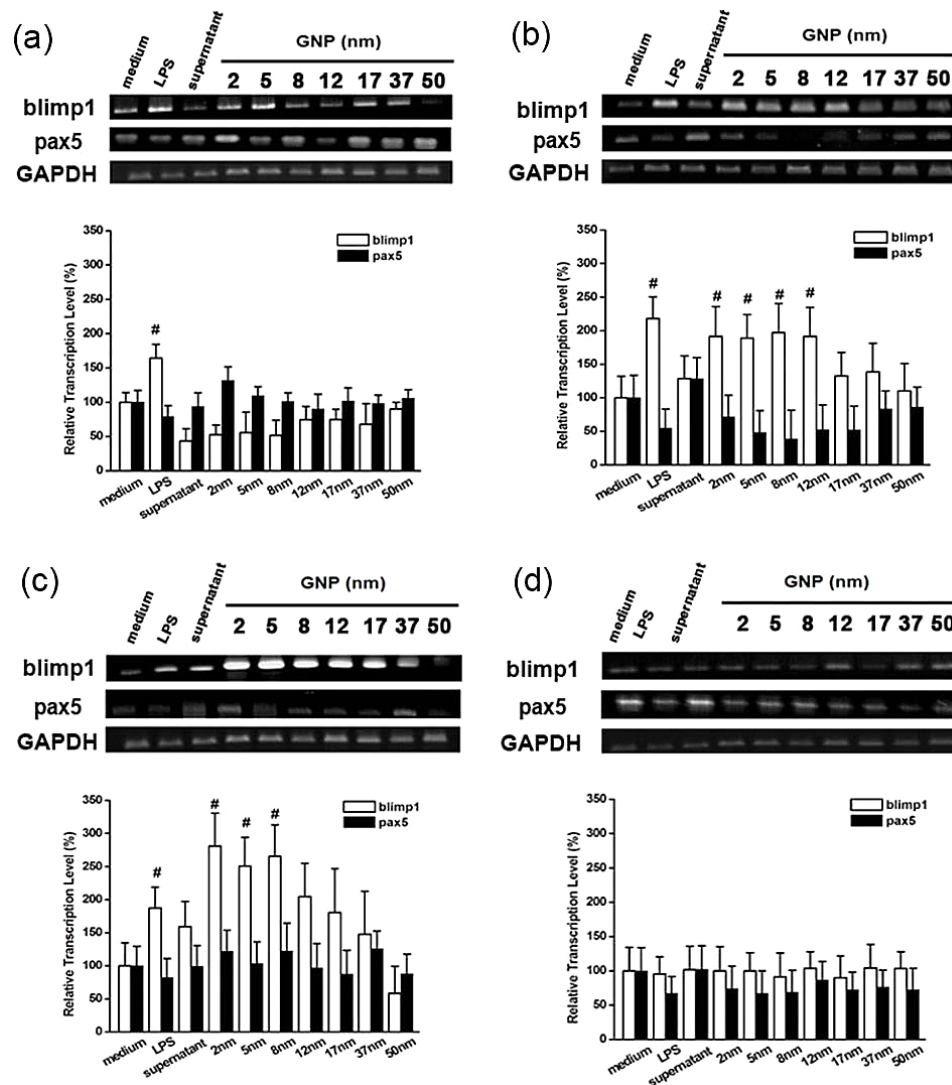 (a)
GNP (nm)
medium LPS supernatant 2 5 8 12 17 37 50
blimp1
pax5
GAPDH
350
300
250
200
150
100
50
0
Relative Transcription Level (%)
blimp1
pax5
#
medium LPS supernatant 2nm 5nm 8nm 12nm 17nm 37nm 50nm
(b)
GNP (nm)
medium LPS supernatant 2 5 8 12 17 37 50
blimp1
pax5
GAPDH
350
300
250
200
150
100
50
0
Relative Transcription Level (%)
blimp1
pax5
# # # # #
medium LPS supernatant 2nm 5nm 8nm 12nm 17nm 37nm 50nm
(c)
GNP (nm)
medium LPS supernatant 2 5 8 12 17 37 50
blimp1
pax5
GAPDH
350
300
250
200
150
100
50
0
Relative Transcription Level (%)
blimp1
pax5
# # # #
medium LPS supernatant 2nm 5nm 8nm 12nm 17nm 37nm 50nm
(d)
GNP (nm)
medium LPS supernatant 2 5 8 12 17 37 50
blimp1
pax5
GAPDH
350
300
250
200
150
100
50
0
Relative Transcription Level (%)
blimp1
pax5
medium LPS supernatant 2nm 5nm 8nm 12nm 17nm 37nm 50nm